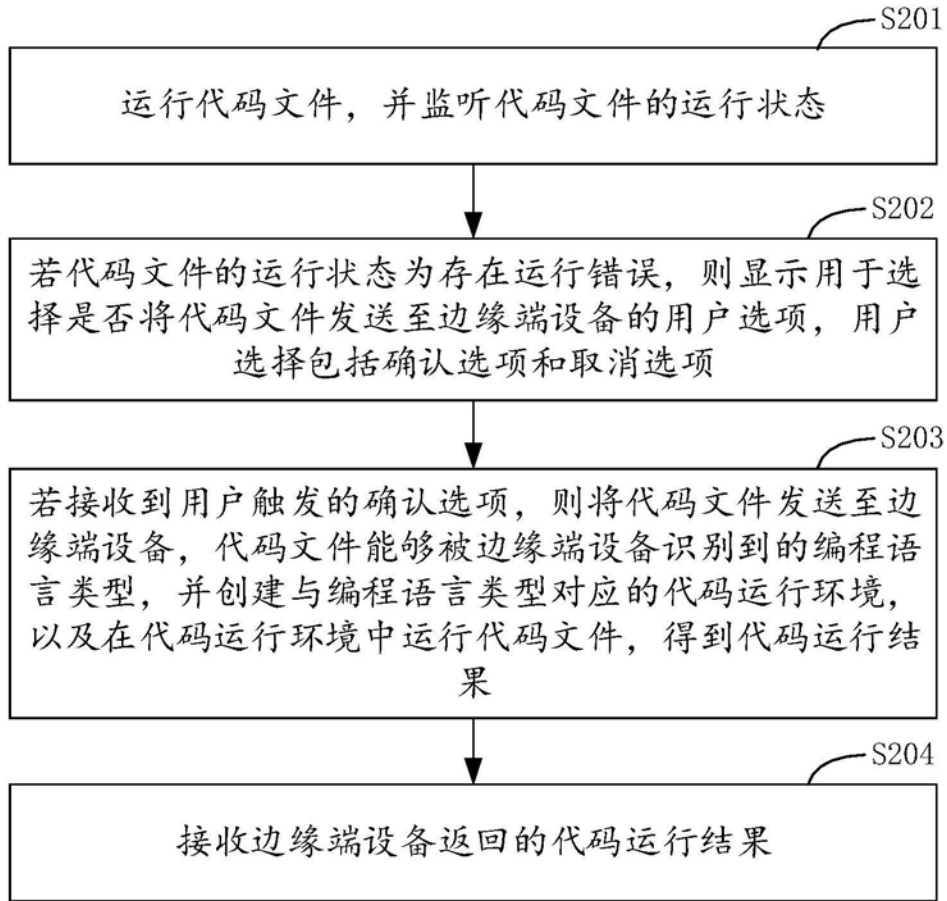 S201
运行代码文件，并监听代码文件的运行状态
S202
若代码文件的运行状态为存在运行错误，则显示用于选
择是否将代码文件发送至边缘端设备的用户选项，用户
选择包括确认选项和取消选项
S203
若接收到用户触发的确认选项，则将代码文件发送至边
缘端设备，代码文件能够被边缘端设备识别到的编程语
言类型，并创建与编程语言类型对应的代码运行环境，
以及在代码运行环境中运行代码文件，得到代码运行结
果
S204
接收边缘端设备返回的代码运行结果